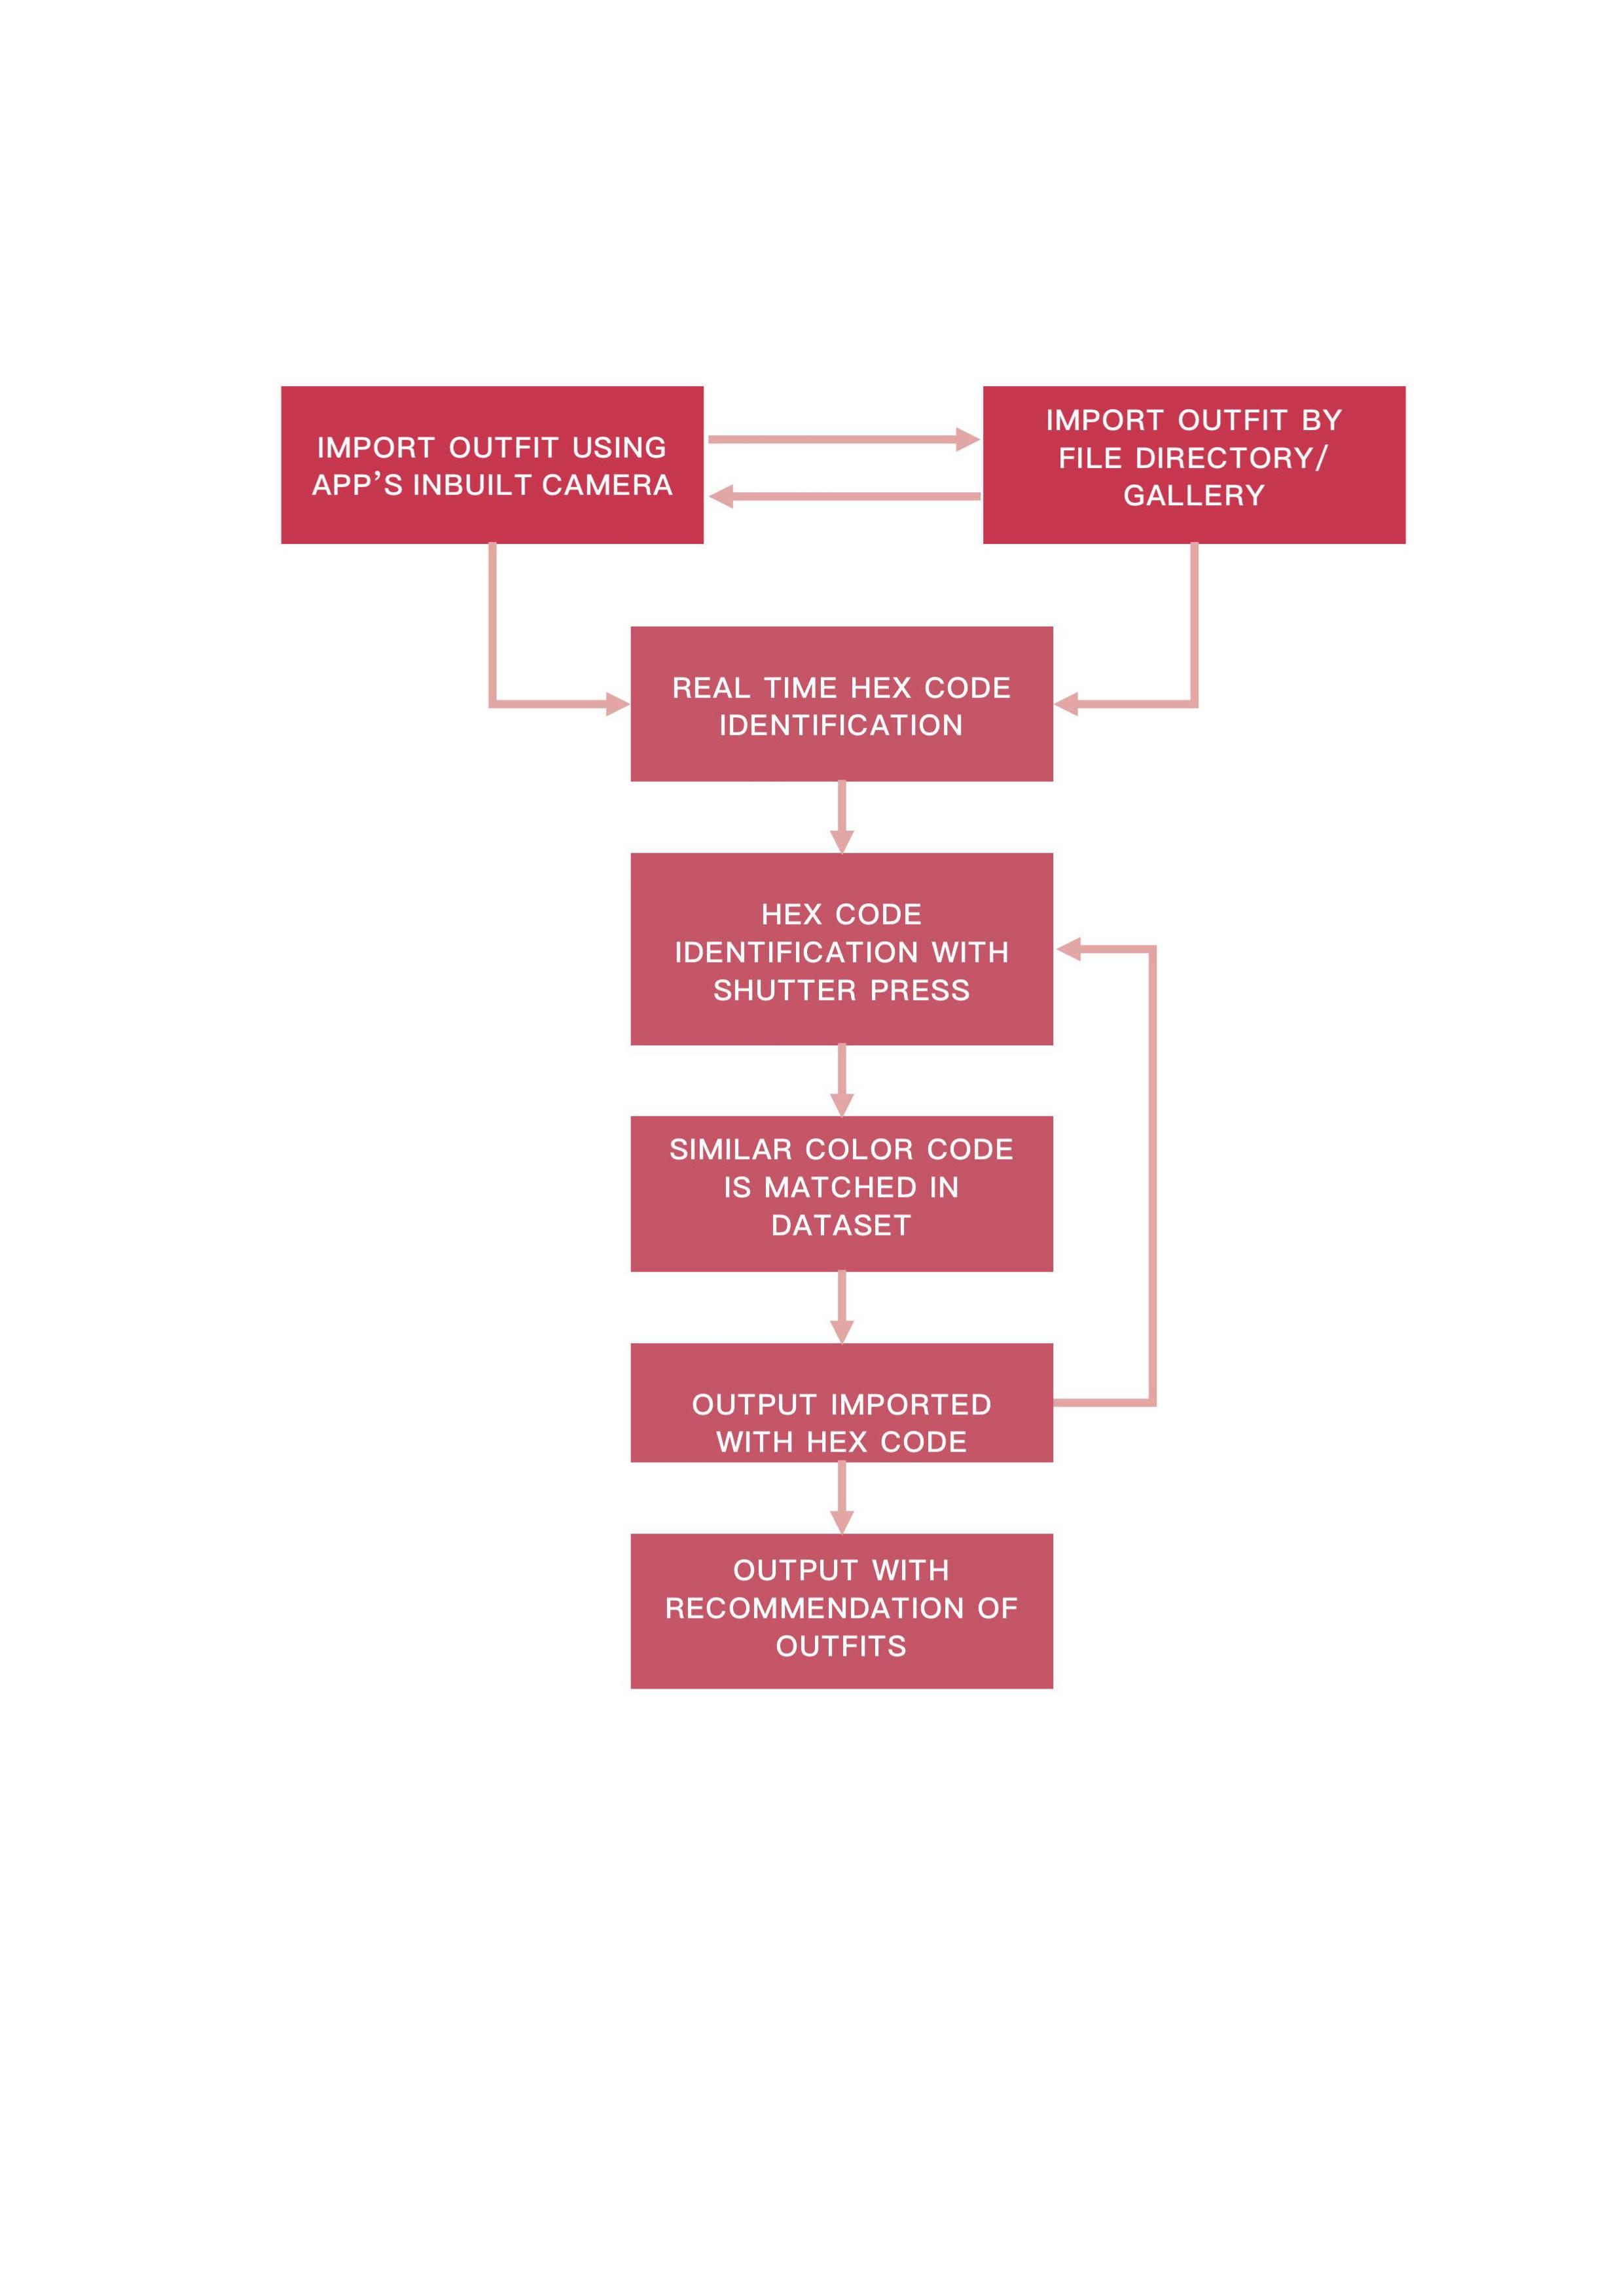 IMPORT OUTFIT USING
APP'S INBUILT CAMERA
IMPORT OUTFIT BY
FILE DIRECTORY/
GALLERY
REAL TIME HEX CODE
IDENTIFICATION
HEX CODE
IDENTIFICATION WITH
SHUTTER PRESS
SIMILAR COLOR CODE
IS MATCHED IN
DATASET
OUTPUT IMPORTED
WITH HEX CODE
OUTPUT WITH
RECOMMENDATION OF
OUTFITS